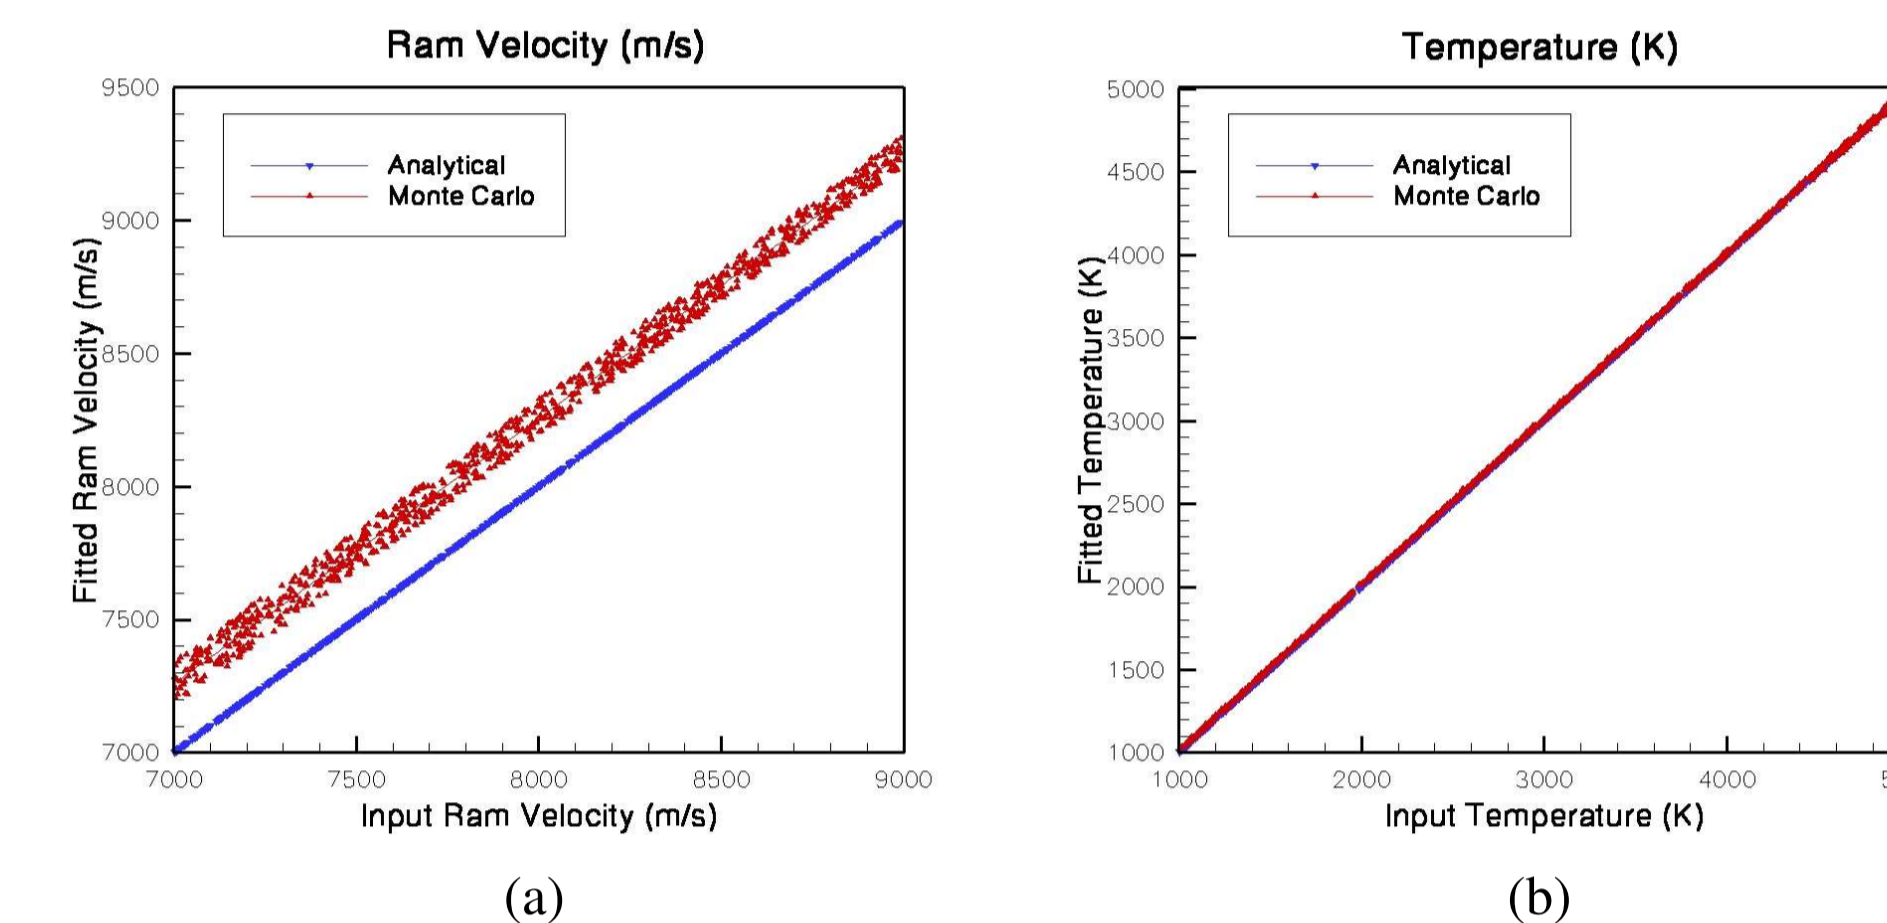 Ram Velocity (m/s)
9500
9000
8500
8000
7500
7000
Fitted Ram Velocity (m/s)
Analytical
Monte Carlo
7000 7500 8000 8500 9000
Input Ram Velocity (m/s)
(a)
Temperature (K)
5000
4500
4000
3500
3000
2500
2000
1500
1000
Fitted Temperature (K)
Analytical
Monte Carlo
1000 2000 3000 4000
Input Temperature (K)
(b)